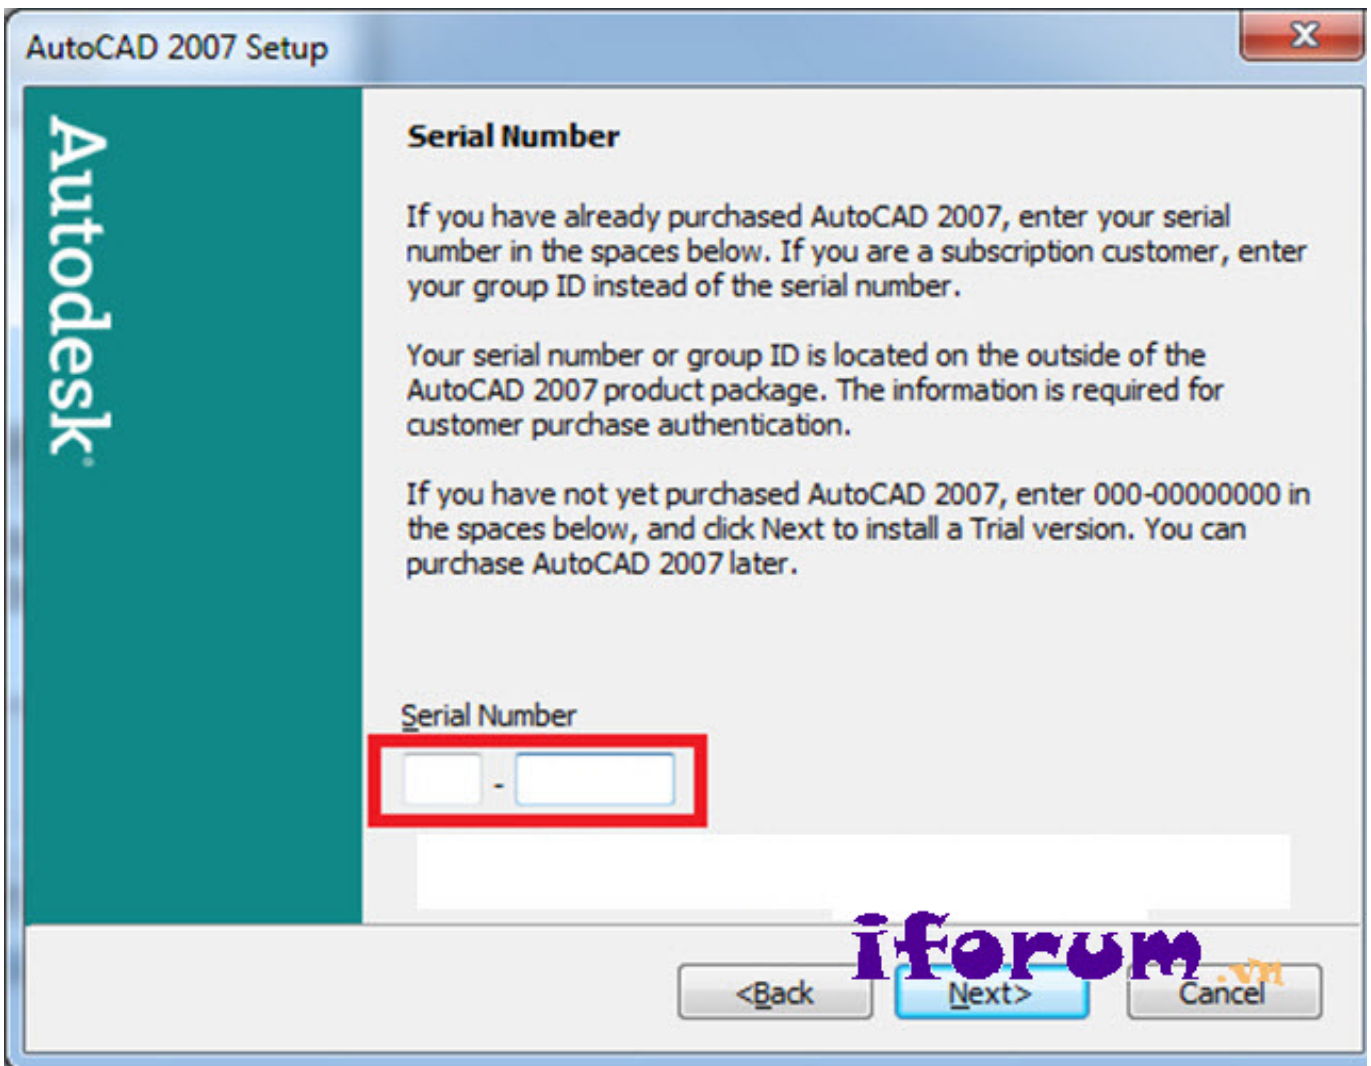 AutoCAD 2007 Setup
Autodesk
Serial Number
If you have already purchased AutoCAD 2007, enter your serial
number in the spaces below. If you are a subscription customer, enter
your group ID instead of the serial number.
Your serial number or group ID is located on the outside of the
AutoCAD 2007 product package. The information is required for
customer purchase authentication.
If you have not yet purchased AutoCAD 2007, enter 000-00000000 in
the spaces below, and click Next to install a Trial version. You can
purchase AutoCAD 2007 later.
Serial Number
-
iforum.vn
<Back Next> Cancel